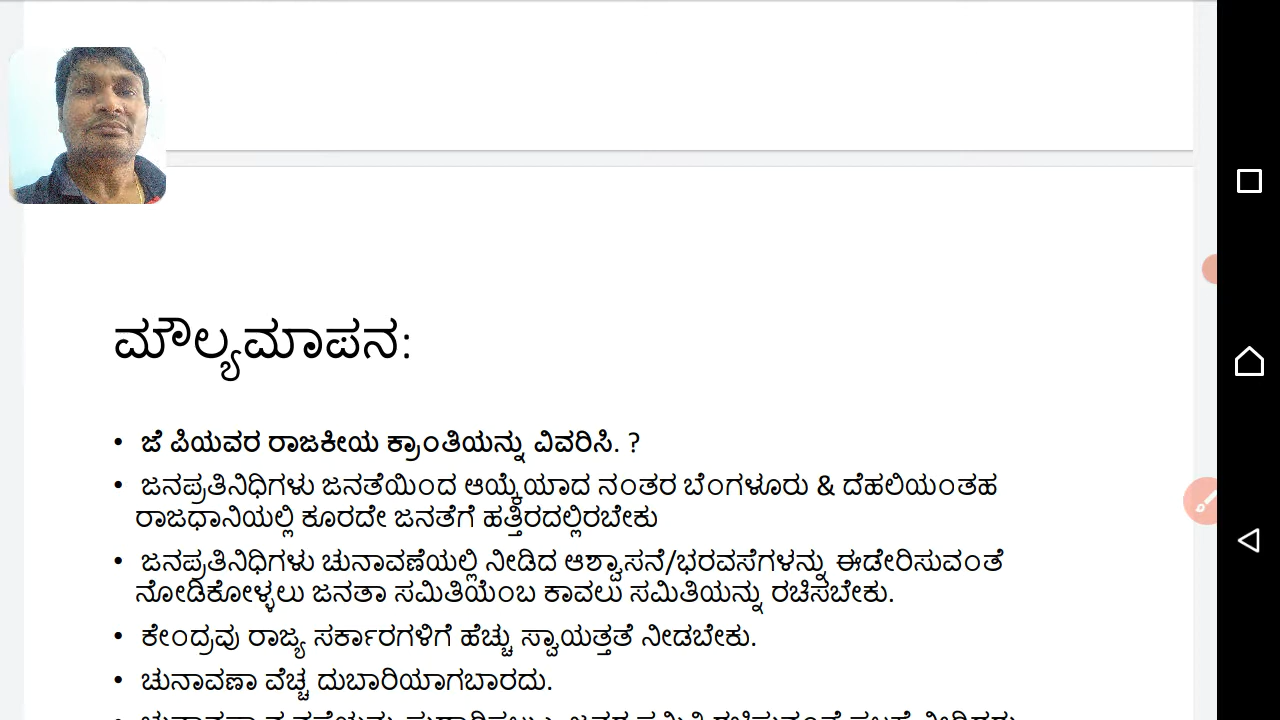 ಮೌಲ್ಯಮಾಪನ:
• ಜೆ ಪಿಯವರ ರಾಜಕೀಯ ಕ್ರಾಂತಿಯನ್ನು ವಿವರಿಸಿ. ?
• ಜನಪ್ರತಿನಿಧಿಗಳು ಜನತೆಯಿಂದ ಆಯ್ಕೆಯಾದ ನಂತರ ಬೆಂಗಳೂರು & ದೆಹಲಿಯಂತಹ
ರಾಜಧಾನಿಯಲ್ಲಿ ಕೂರದೇ ಜನತೆಗೆ ಹತ್ತಿರದಲ್ಲಿರಬೇಕು
• ಜನಪ್ರತಿನಿಧಿಗಳು ಚುನಾವಣೆಯಲ್ಲಿ ನೀಡಿದ ಆಶ್ವಾಸನೆ/ಭರವಸೆಗಳನ್ನು ಈಡೇರಿಸುವಂತೆ
ನೋಡಿಕೋಳ್ಳಲು ಜನತಾ ಸಮಿತಿಯೆಂಬ ಕಾವಲು ಸಮಿತಿಯನ್ನು ರಚಿಸಬೇಕು.
• ಕೇಂದ್ರವು ರಾಜ್ಯ ಸರ್ಕಾರಗಳಿಗೆ ಹೆಚ್ಚು ಸ್ವಾಯತ್ತತೆ ನೀಡಬೇಕು.
• ಚುನಾವಣಾ ವೆಚ್ಚ ದುಬಾರಿಯಾಗಬಾರದು.